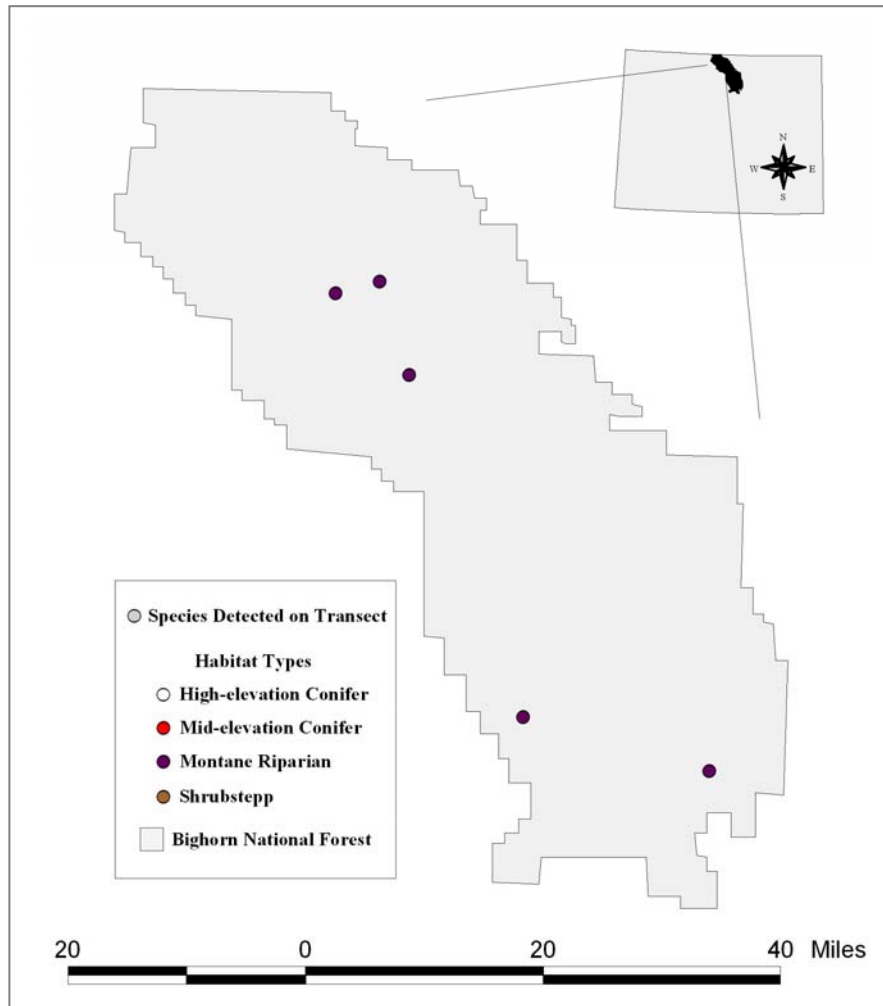 N
W E
S
Species Detected on Transect
Habitat Types
High-elevation Conifer
Mid-elevation Conifer
Montane Riparian
Shrubstepp
Bighorn National Forest
20 0 20 40 Miles